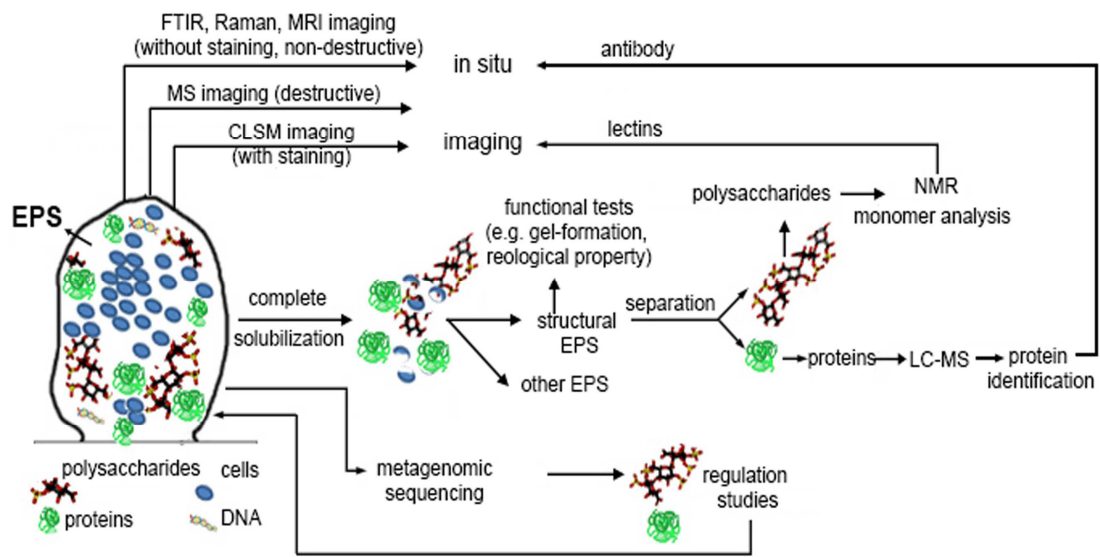 FTIR, Raman, MRI imaging
(without staining, non-destructive)
in situ
antibody
MS imaging (destructive)
CLSM imaging
(with staining)
imaging
lectins
EPS
functional tests
(e.g. gel-formation,
reological property)
polysaccharides
NMR
monomer analysis
complete
solubilization
structural
EPS
separation
other EPS
proteins
LC-MS
protein
identification
metagenomic
sequencing
regulation
studies
polysaccharides
cells
proteins
DNA